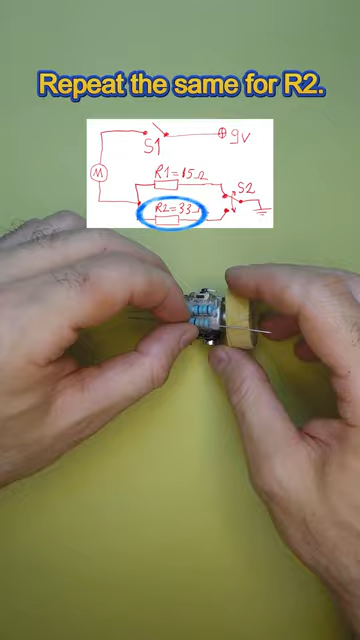 Repeat the same for R2.
S1
9V
M
R1=15Ω
S2
R2=33Ω